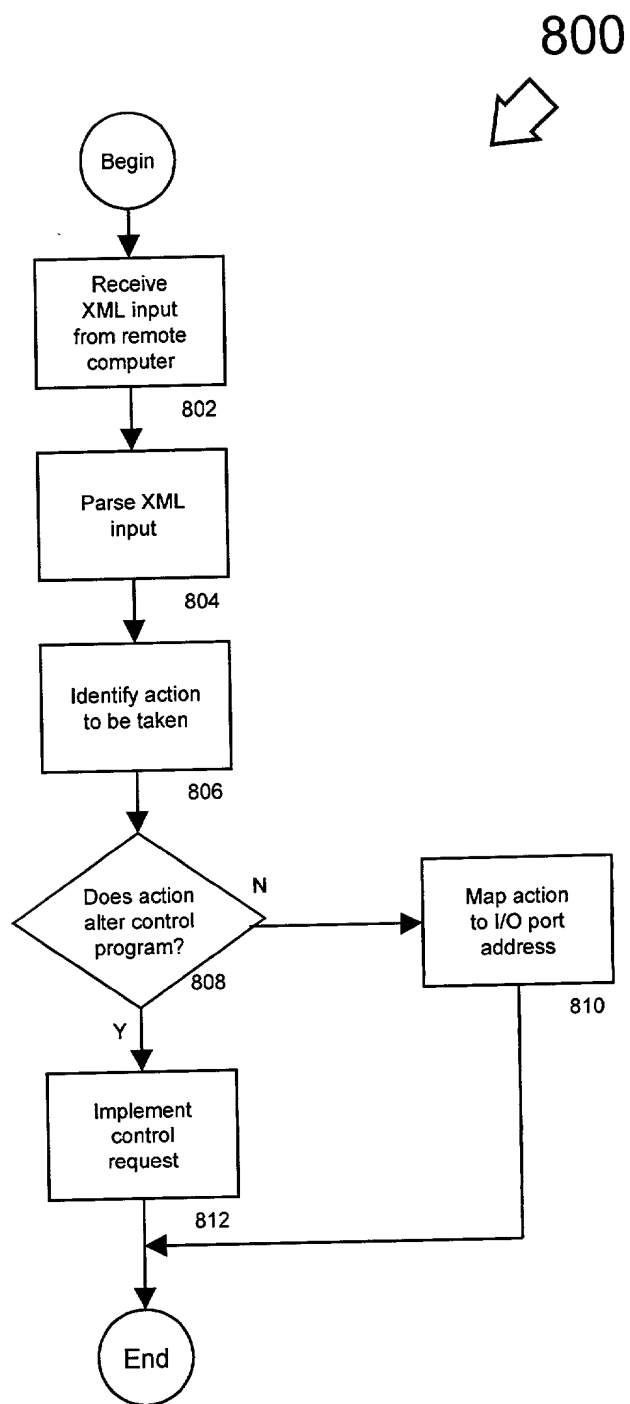 800
Begin
Receive
XML input
from remote
computer
802
Parse XML
input
804
Identify action
to be taken
806
Does action
alter control
program?
808
N
Map action
to I/O port
address
810
Y
Implement
control
request
812
End